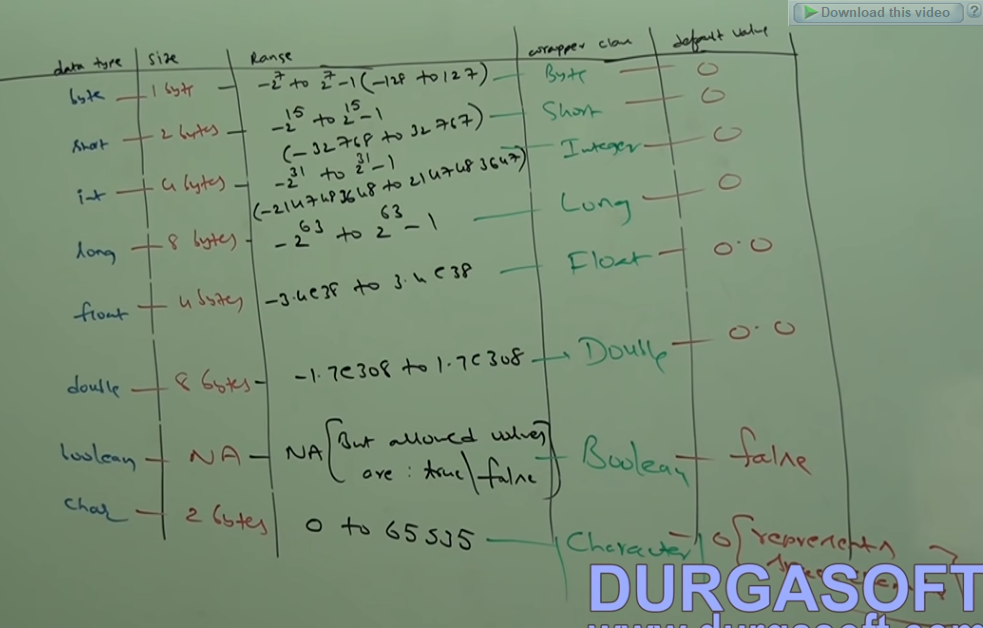 Download this video ?
data type size Range wrapper class default value
byte 1 byte -2^7 to 2^7-1 (-128 to 127) Byte 0
short 2 bytes -2^15 to 2^15-1 Short 0
(-32768 to 32767)
int 4 bytes -2^31 to 2^31-1 Integer 0
(-2147483648 to 2147483647)
long 8 bytes -2^63 to 2^63-1 Long 0
float 4 bytes -3.4e38 to 3.4e38 Float 0.0
double 8 bytes -1.7e308 to 1.7e308 Double 0.0
boolean NA NA [But allowed values Boolean false
are: true/false]
char 2 bytes 0 to 65535 Character 0 [represents
DURGASOFT
www.durgasoft.com